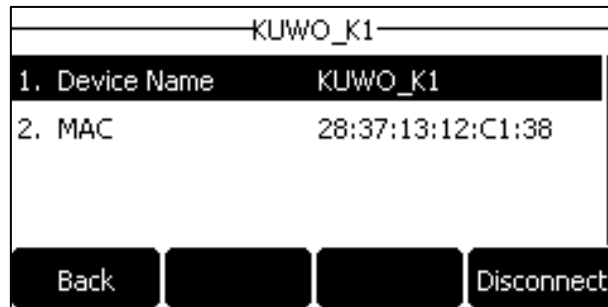 KUWO_K1
1. Device Name KUWO_K1
2. MAC 28:37:13:12:C1:38
Back Disconnect